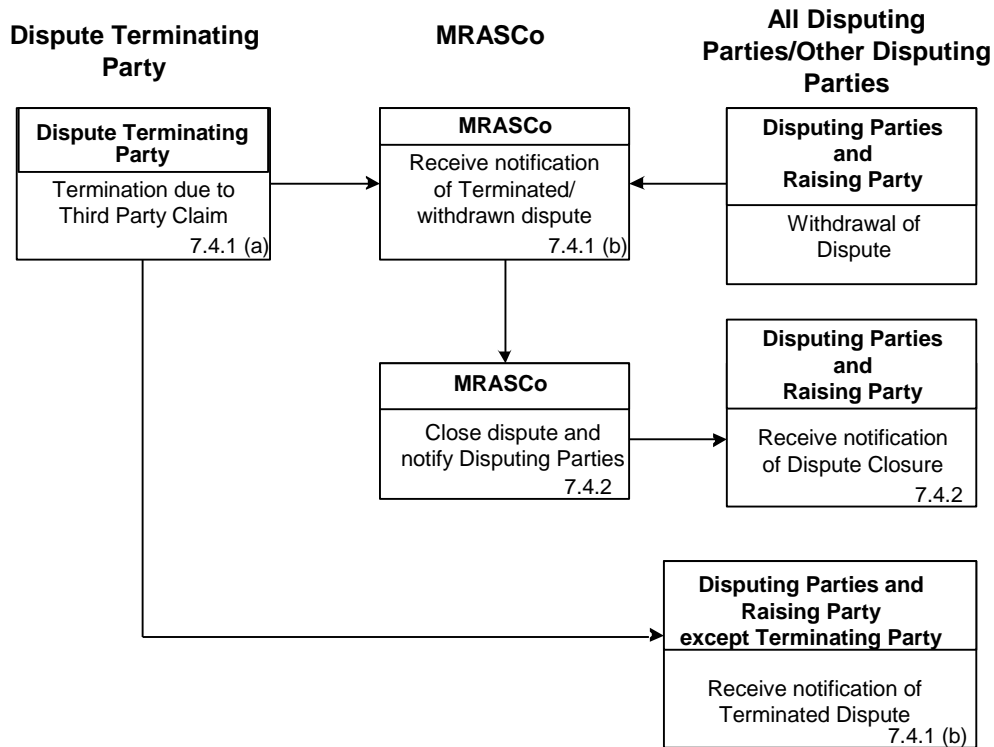 Dispute Terminating
Party
MRASCo
All Disputing
Parties/Other Disputing
Parties
Dispute Terminating
Party
Termination due to
Third Party Claim
7.4.1 (a)
MRASCo
Receive notification
of Terminated/
withdrawn dispute
7.4.1 (b)
Disputing Parties
and
Raising Party
Withdrawal of
Dispute
MRASCo
Close dispute and
notify Disputing Parties
7.4.2
Disputing Parties
and
Raising Party
Receive notification
of Dispute Closure
7.4.2
Disputing Parties and
Raising Party
except Terminating Party
Receive notification of
Terminated Dispute
7.4.1 (b)